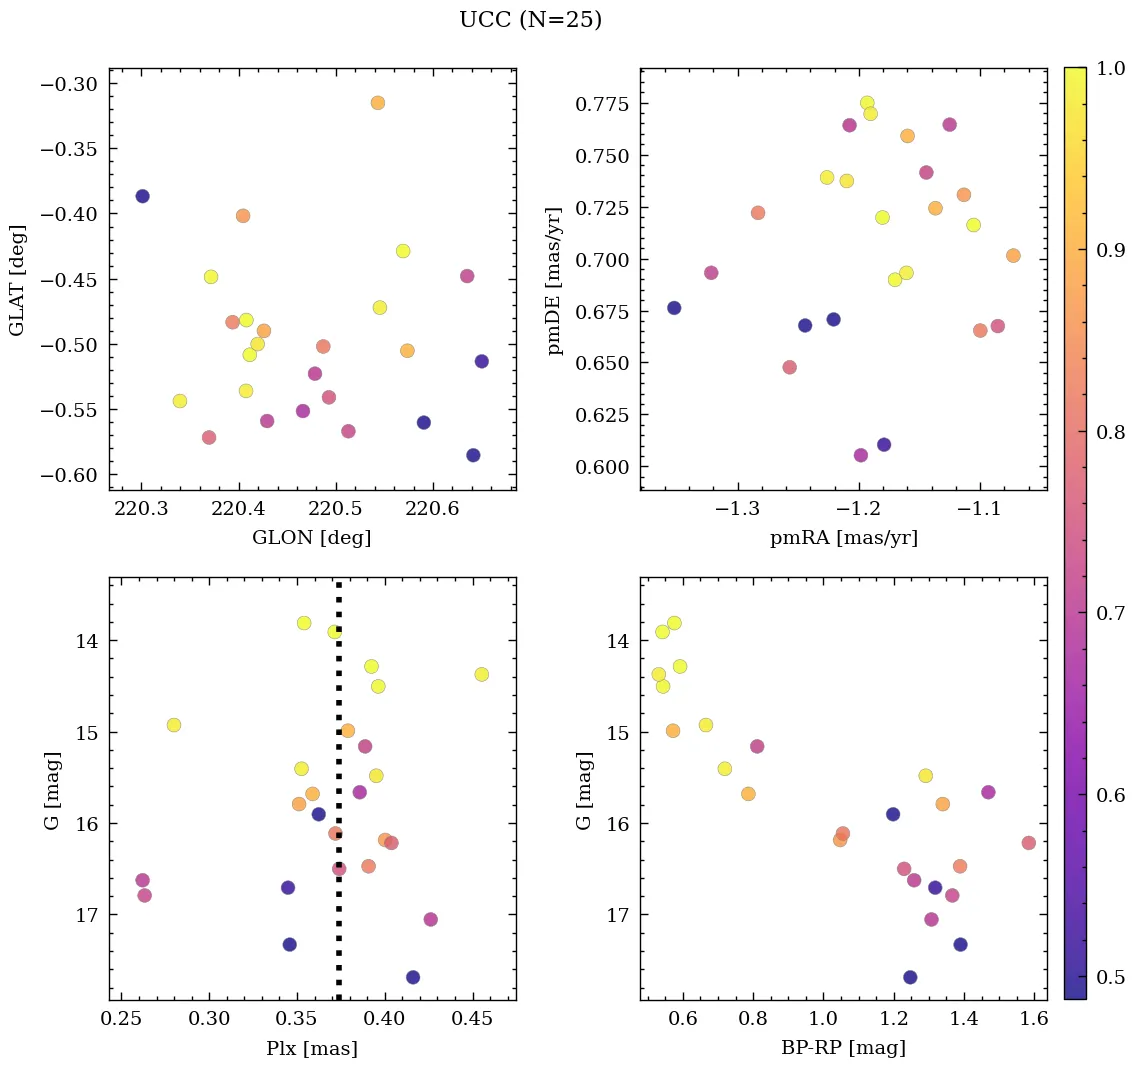 UCC (N=25)
−0.30
−0.35
−0.40
−0.45
−0.50
−0.55
−0.60
GLAT [deg]
220.3 220.4 220.5 220.6
GLON [deg]
0.775
0.750
0.725
0.700
0.675
0.650
0.625
0.600
pmDE [mas/yr]
−1.3 −1.2 −1.1
pmRA [mas/yr]
14
15
16
17
G [mag]
0.25 0.30 0.35 0.40 0.45
Plx [mas]
14
15
16
17
G [mag]
0.6 0.8 1.0 1.2 1.4 1.6
BP-RP [mag]
1.0
0.9
0.8
0.7
0.6
0.5